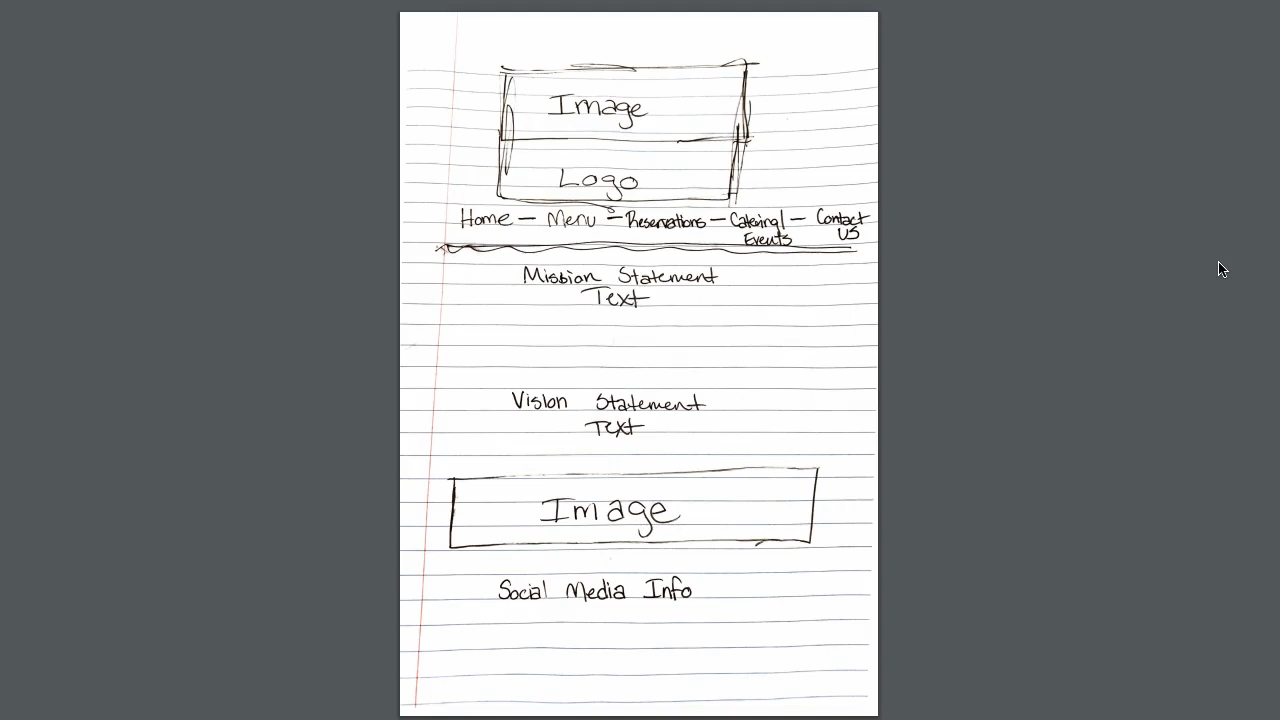 Image
Logo
Home — Menu — Reservations — Catering/ — Contact
Events US
Mission Statement
Text
Vision Statement
Text
Image
Social Media Info